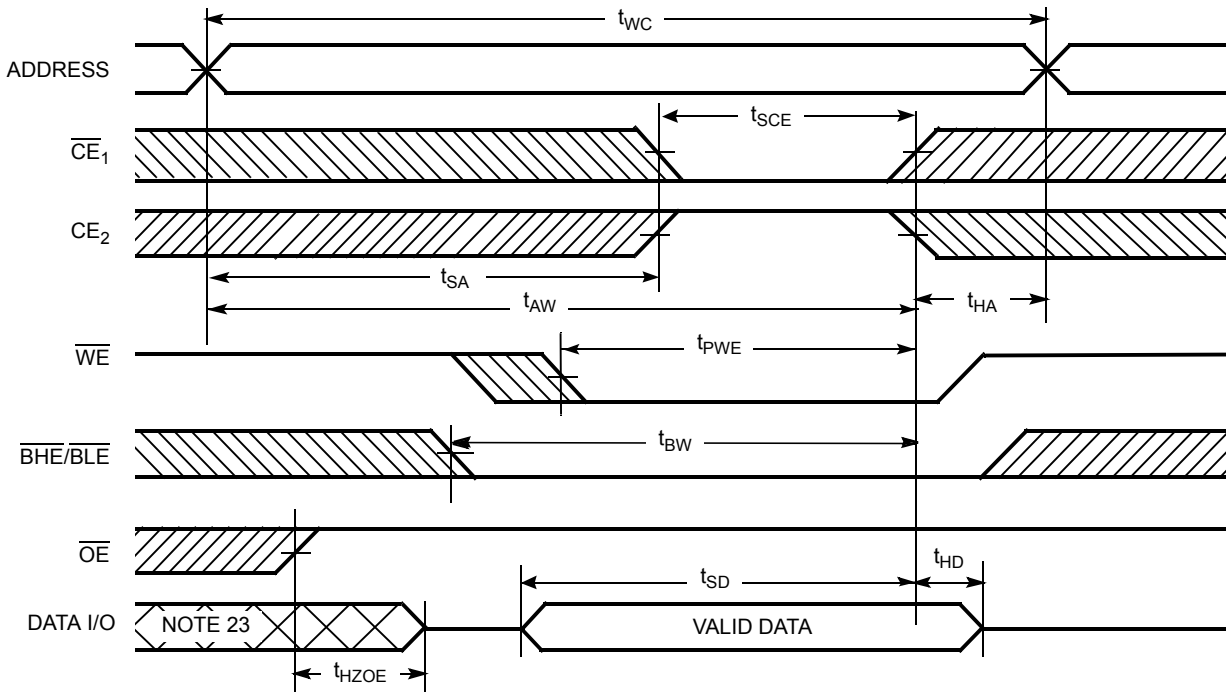 tWC
ADDRESS
tSCE
CE1
CE2
tSA
tAW
tHA
WE
tPWE
BHE/BLE
tBW
OE
tHD
tSD
DATA I/O
NOTE 23
VALID DATA
tHZOE